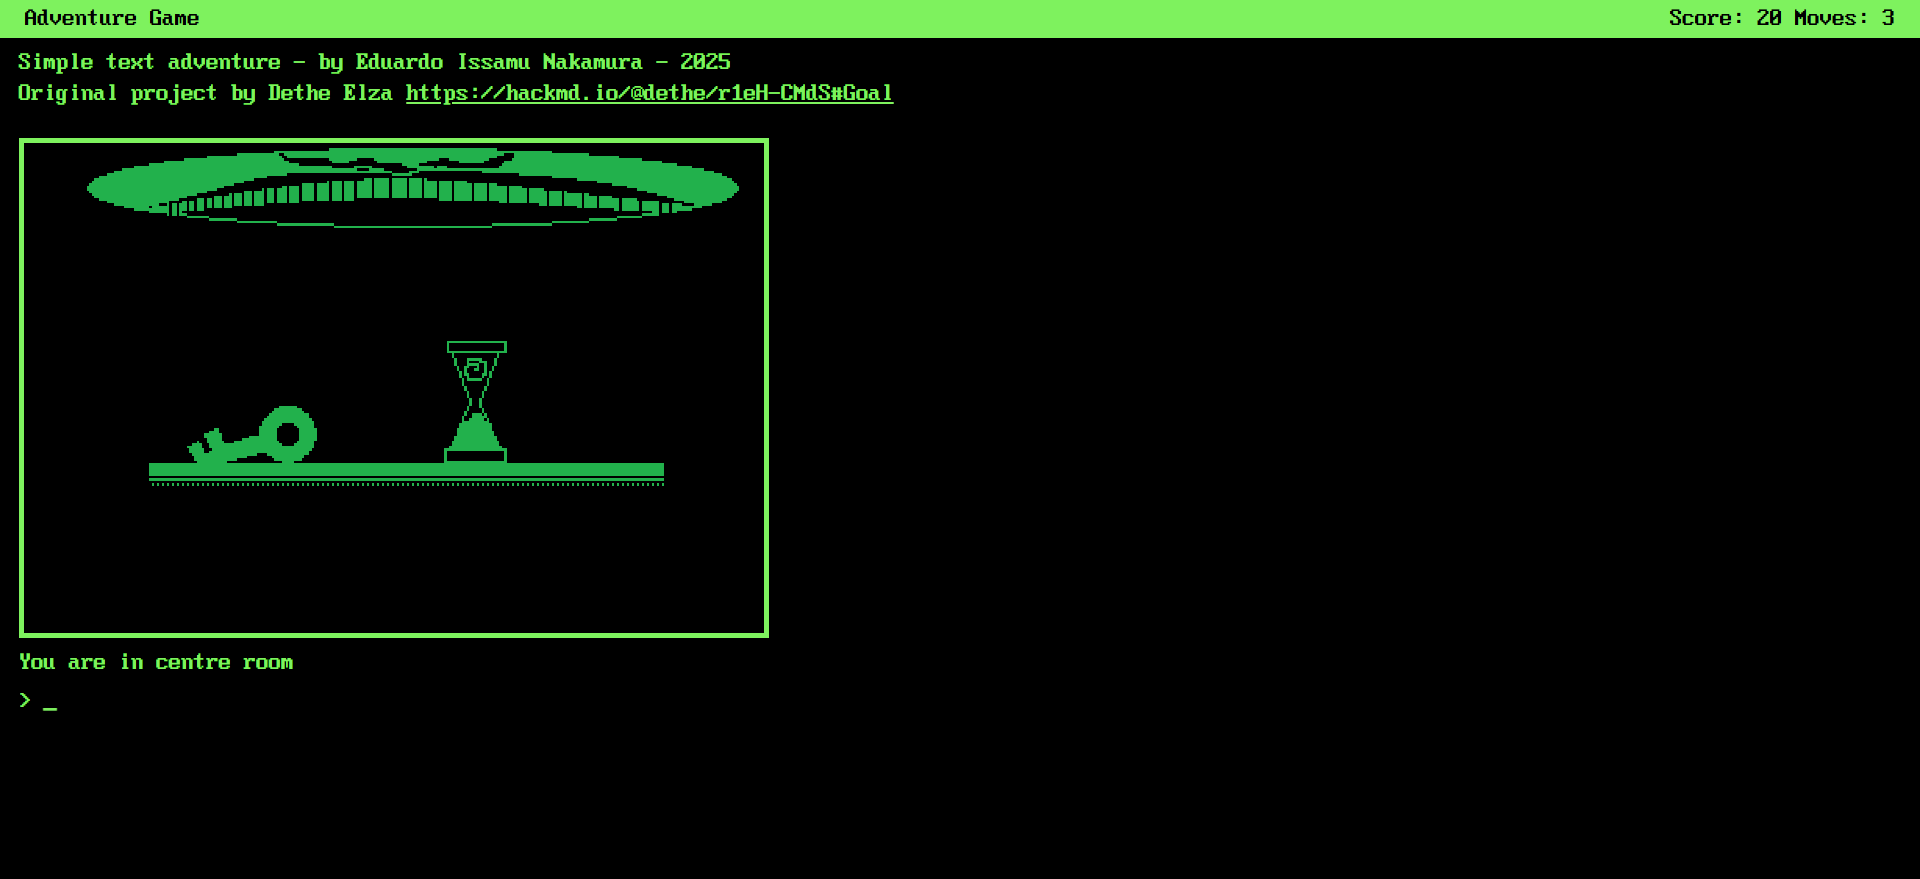 Adventure Game
Score: 20 Moves: 3
Simple text adventure - by Eduardo Issamu Nakamura - 2025
Original project by Dethe Elza https://hackmd.io/@dethe/r1eH-CMdS#Goal
You are in centre room
> _